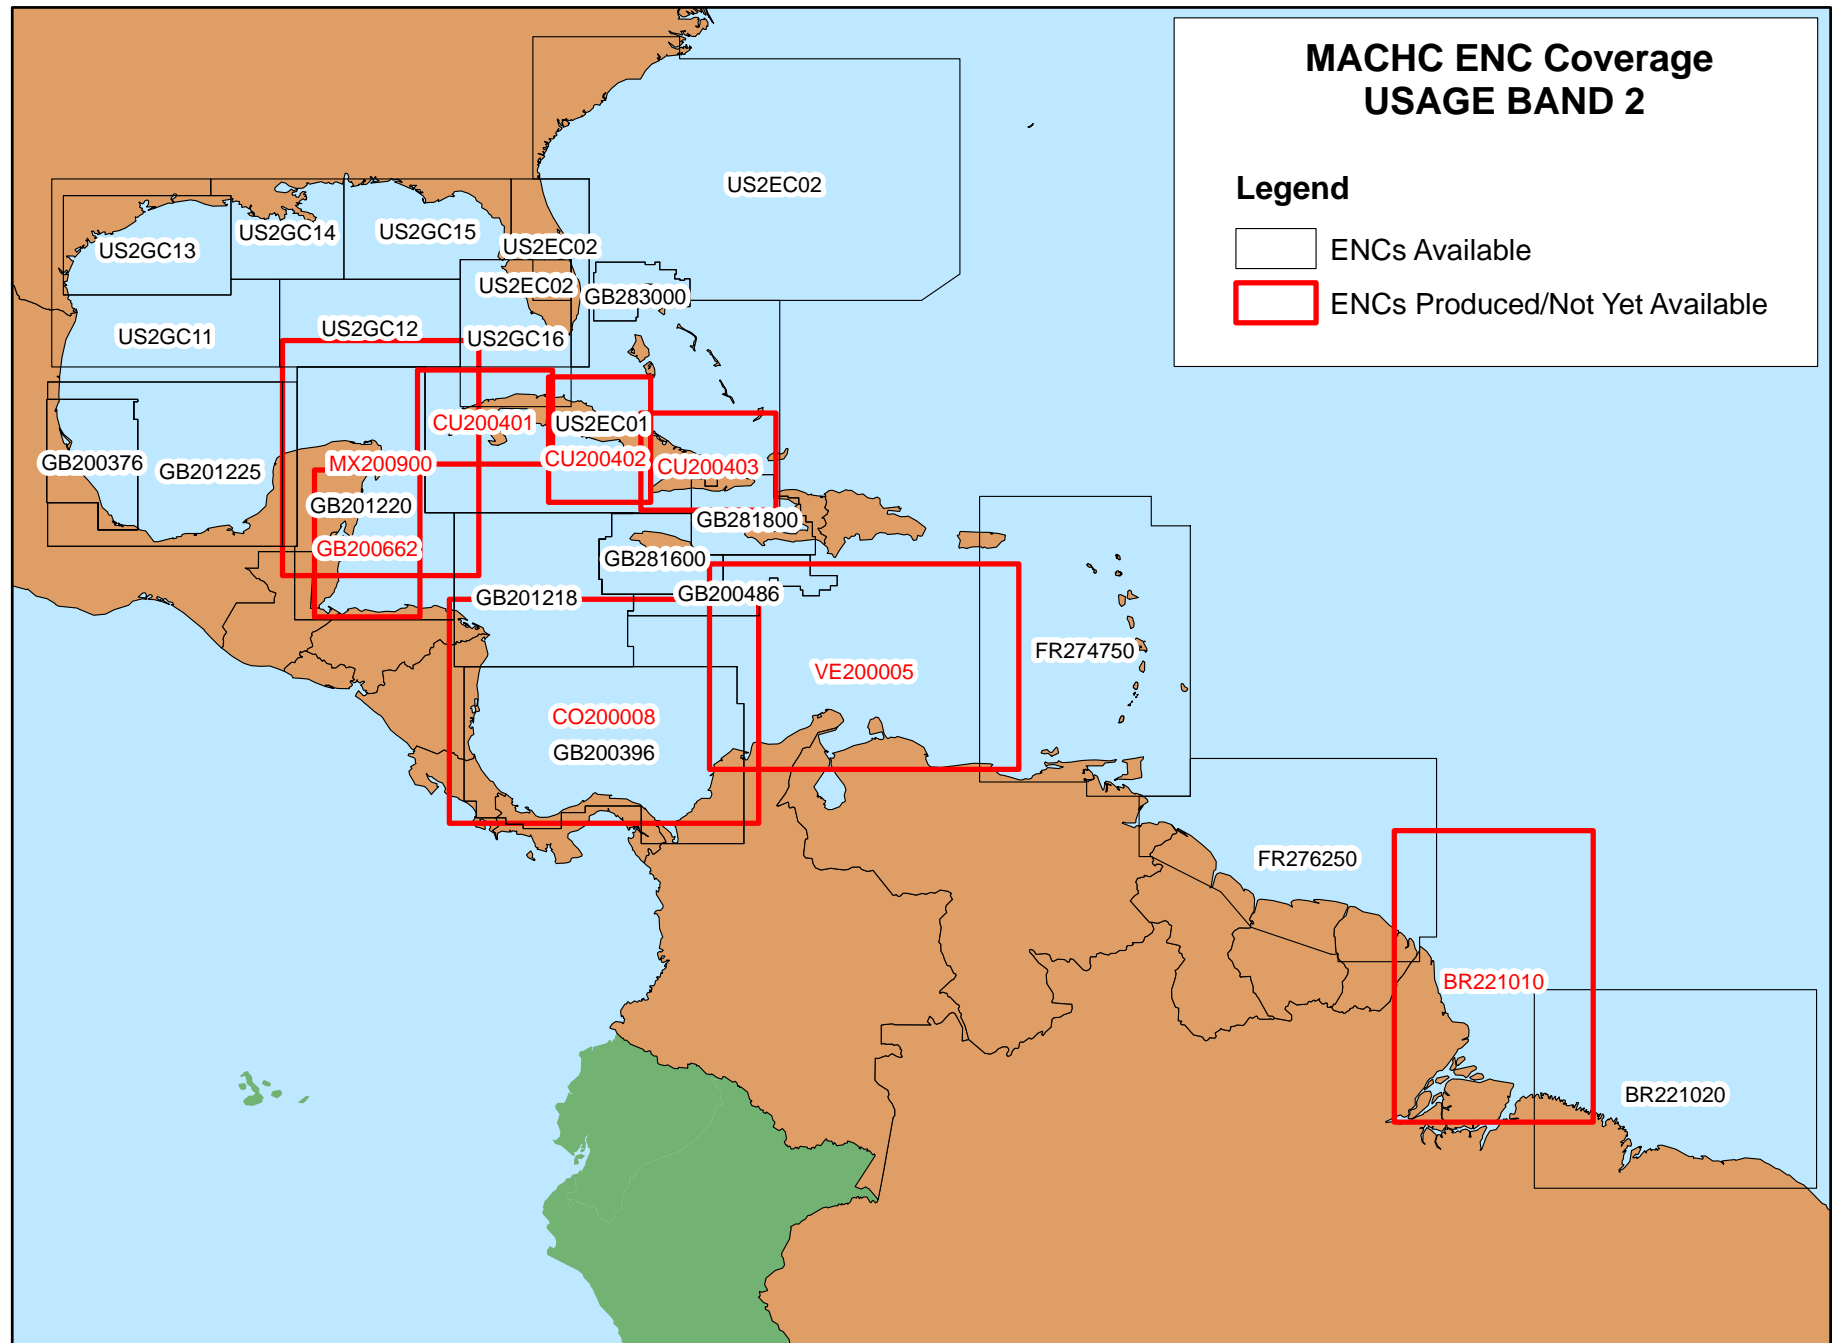 MACHC ENC Coverage
USAGE BAND 2
Legend
ENCs Available
ENCs Produced/Not Yet Available
US2EC02
US2GC13
US2GC14
US2GC15
US2EC02
US2EC02
GB283000
US2GC11
US2GC12
US2GC16
CU200401
US2EC01
GB200376
GB201225
MX200900
CU200402
CU200403
GB201220
GB281800
GB200662
GB281600
GB201218
GB200486
FR274750
VE200005
CO200008
GB200396
FR276250
BR221010
BR221020